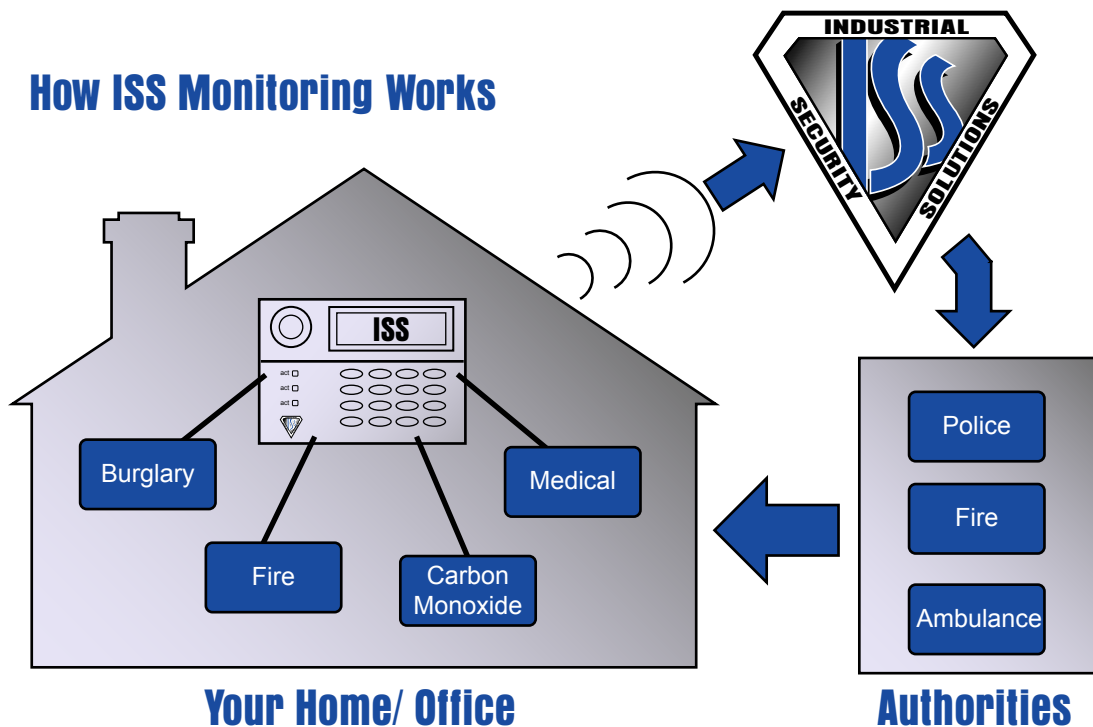 How ISS Monitoring Works
INDUSTRIAL
SECURITY
SOLUTIONS
ISS
ISS
act
act
act
ISS
Burglary
Medical
Fire
Carbon
Monoxide
Police
Fire
Ambulance
Your Home/ Office
Authorities